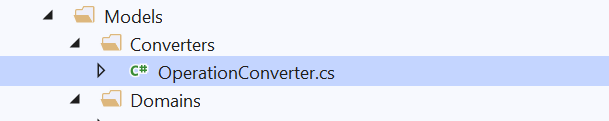 Models
Converters
C# OperationConverter.cs
Domains